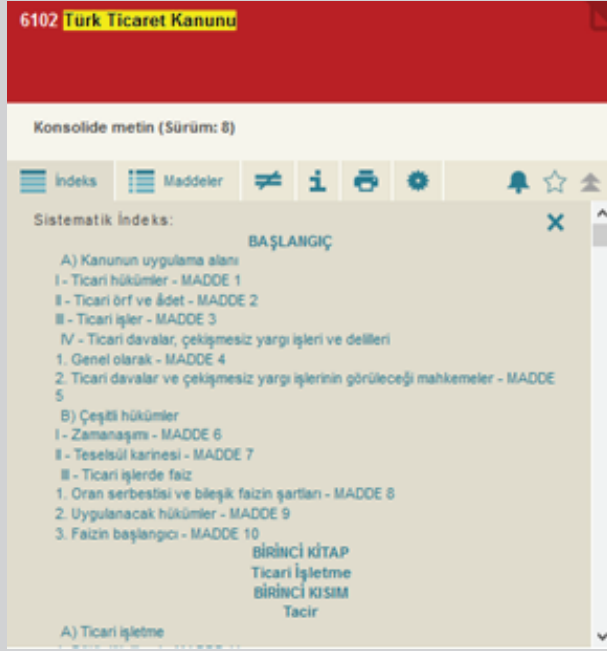 6102 Türk Ticaret Kanunu
Konsolide metin (Sürüm: 8)
İndeks Maddeler
Sistematik İndeks:
BAŞLANGIÇ
A) Kanunun uygulama alanı
I - Ticari hükümler - MADDE 1
II - Ticari örf ve âdet - MADDE 2
III - Ticari işler - MADDE 3
IV - Ticari davalar, çekişmesiz yargı işleri ve delilleri
1. Genel olarak - MADDE 4
2. Ticari davalar ve çekişmesiz yargı işlerinin görüleceği mahkemeler - MADDE
5
B) Çeşitli hükümler
I - Zamanaşımı - MADDE 6
II - Teselsül karinesi - MADDE 7
III - Ticari işlerde faiz
1. Oran serbestisi ve bileşik faizin şartları - MADDE 8
2. Uygulanacak hükümler - MADDE 9
3. Faizin başlangıcı - MADDE 10
BİRİNCİ KİTAP
Ticari İşletme
BİRİNCİ KISIM
Tacir
A) Ticari işletme